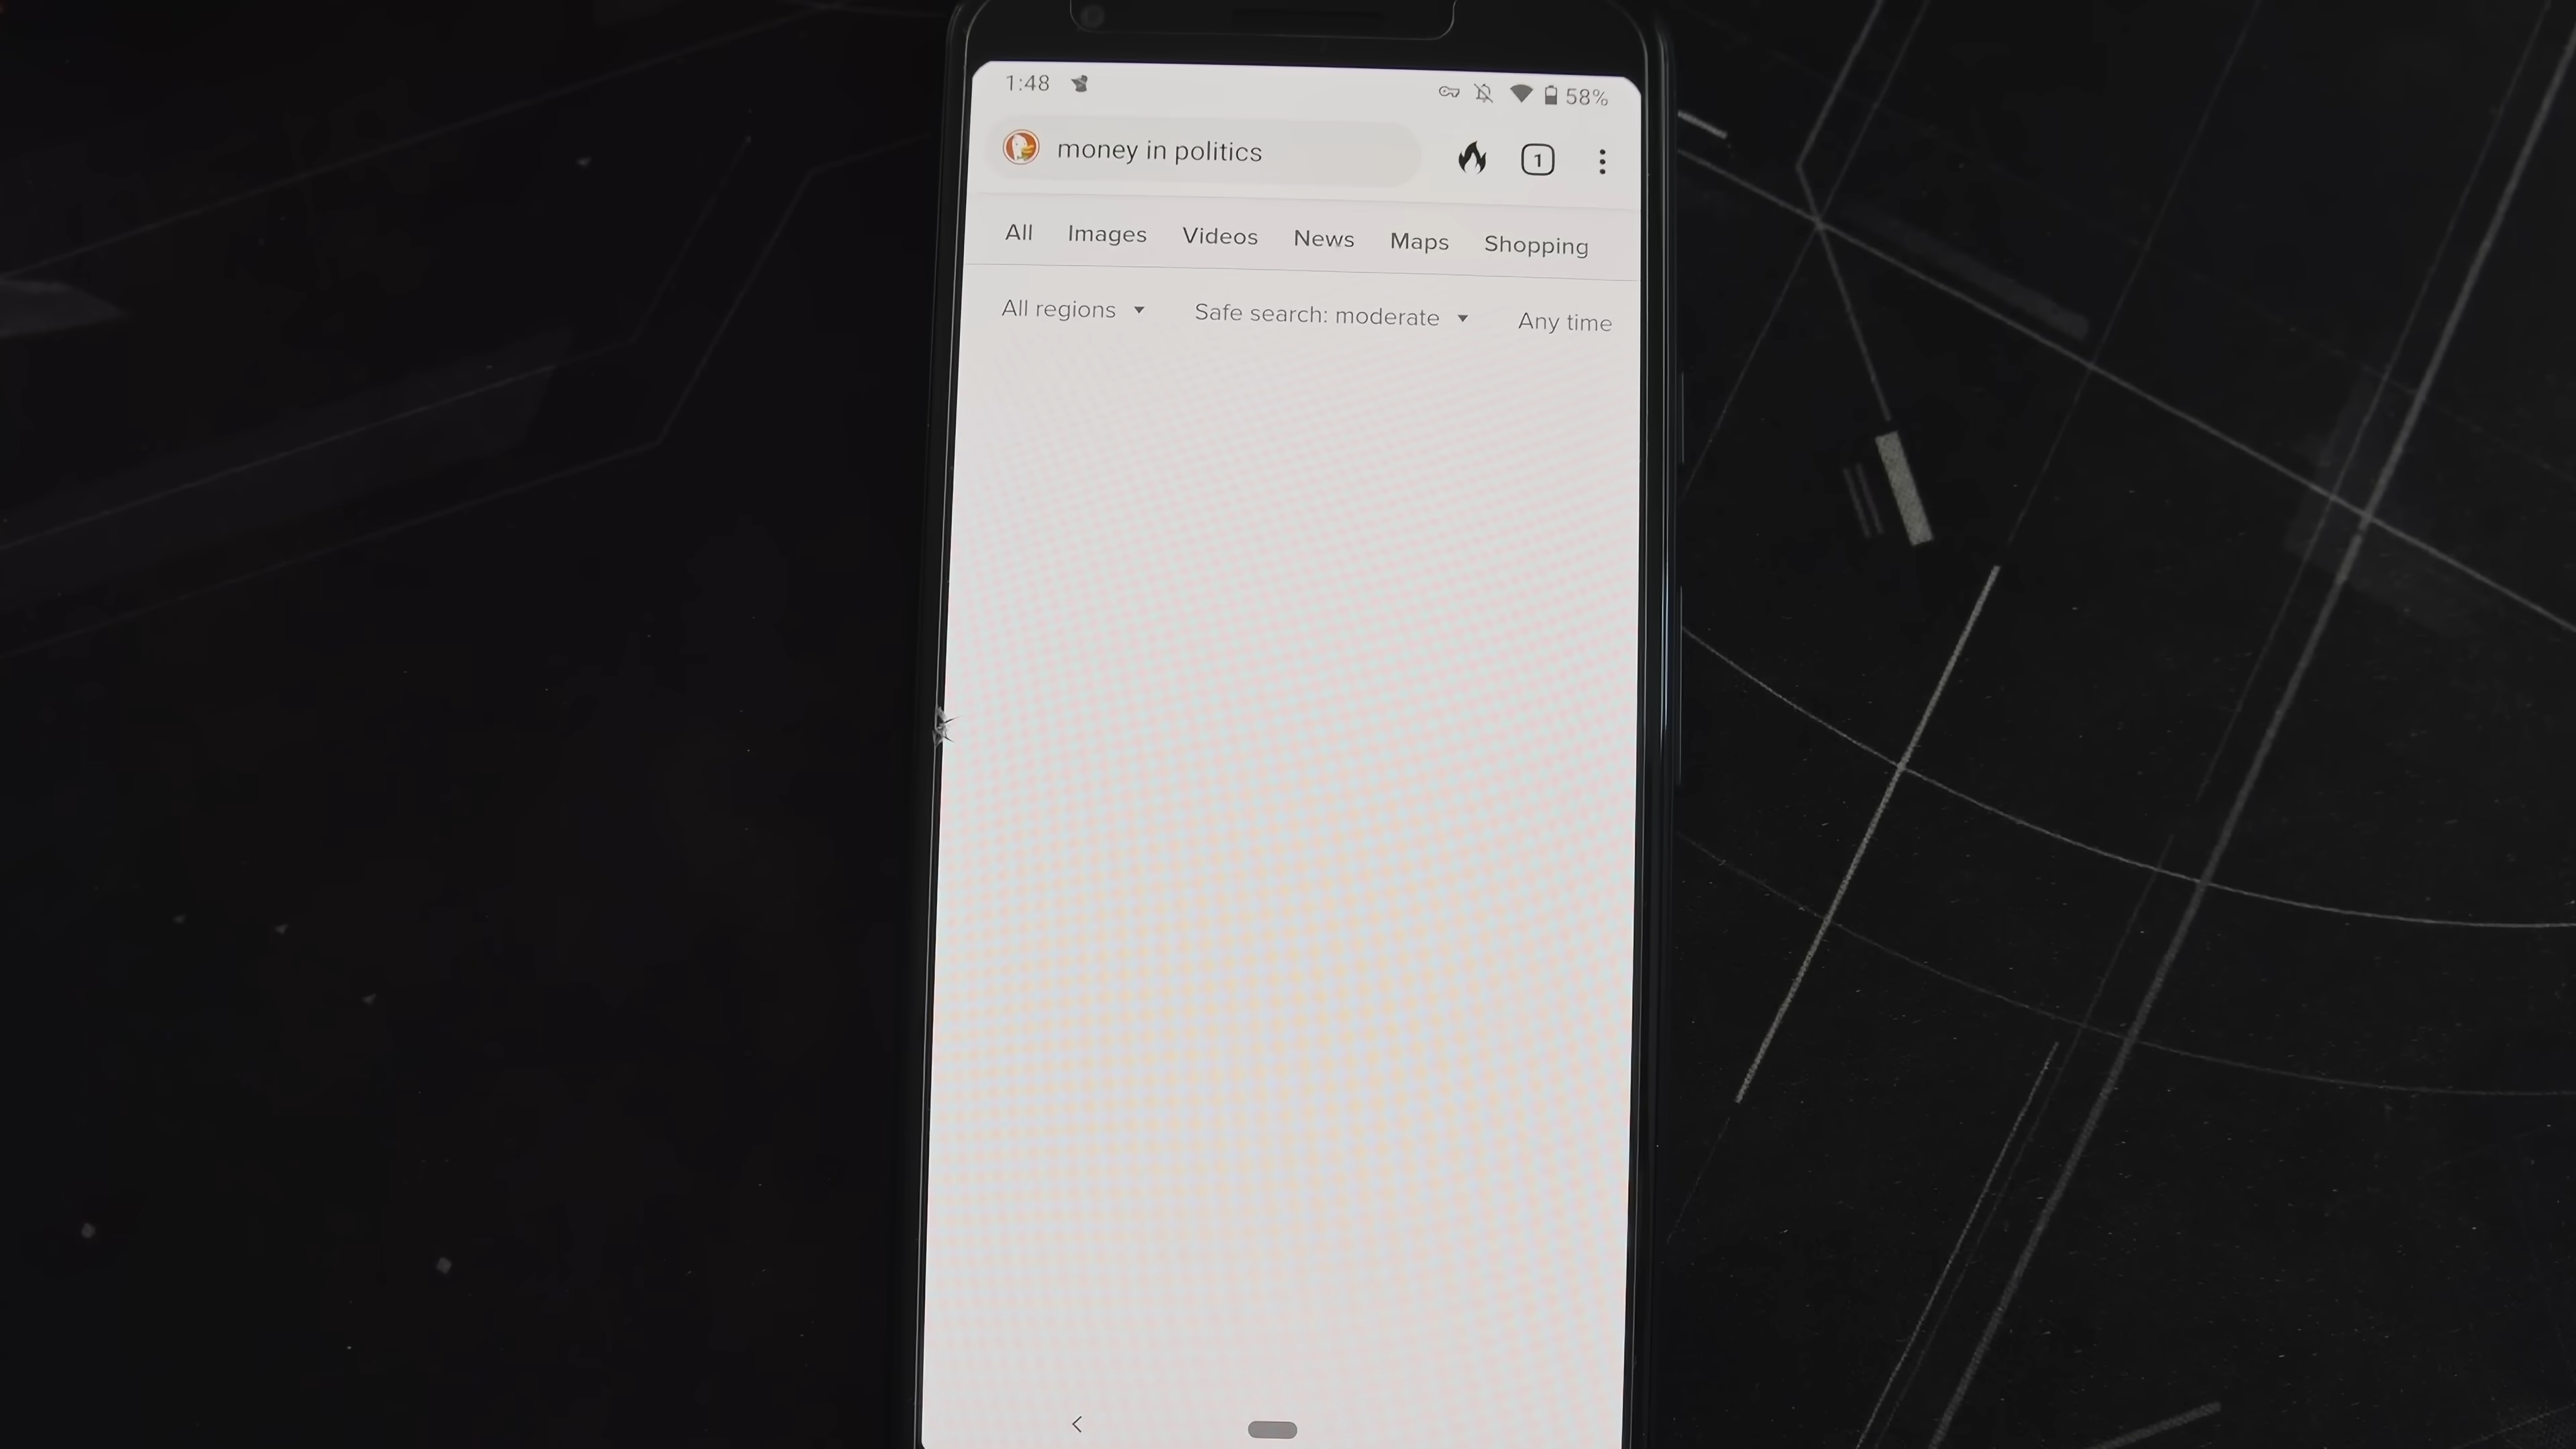 1:48 58%
money in politics 1
All Images Videos News Maps Shopping
All regions Safe search: moderate Any time